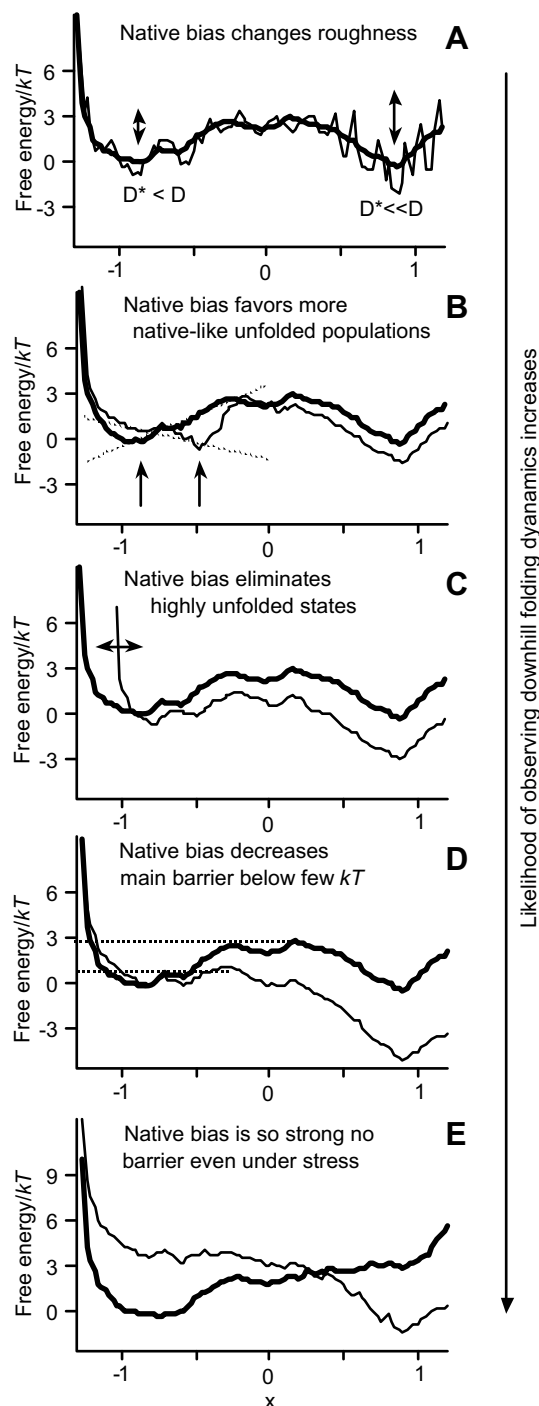 Native bias changes roughness
A
Free energy/kT
6
3
0
-3
D* < D
D*<<D
-1
0
1
Native bias favors more
native-like unfolded populations
B
Free energy/kT
6
3
0
-3
-1
0
1
Native bias eliminates
highly unfolded states
C
Free energy/kT
6
3
0
-3
-1
0
1
Native bias decreases
main barrier below few kT
D
Free energy/kT
6
3
0
-3
-1
0
1
Native bias is so strong no
barrier even under stress
E
Free energy/kT
9
6
3
0
-1
0
1
x
Likelihood of observing downhill folding dyanamics increases